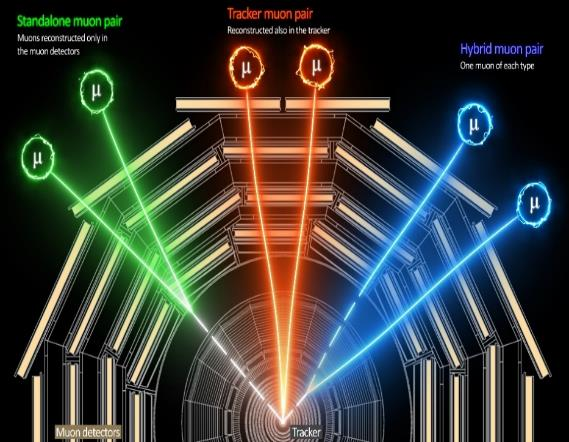 Standalone muon pair
Muons reconstructed only in
the muon detectors
Tracker muon pair
Reconstructed also in the tracker
Hybrid muon pair
One muon of each type
μ
μ
μ
μ
μ
μ
Muon detectors
Tracker